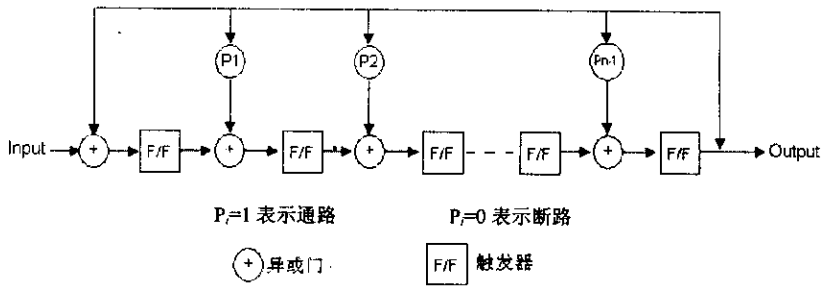 P1 P2 Pn-1
Input + F/F + F/F + F/F F/F + F/F Output
Pᵢ=1 表示通路 Pᵢ=0 表示断路
+ 异或门 F/F 触发器